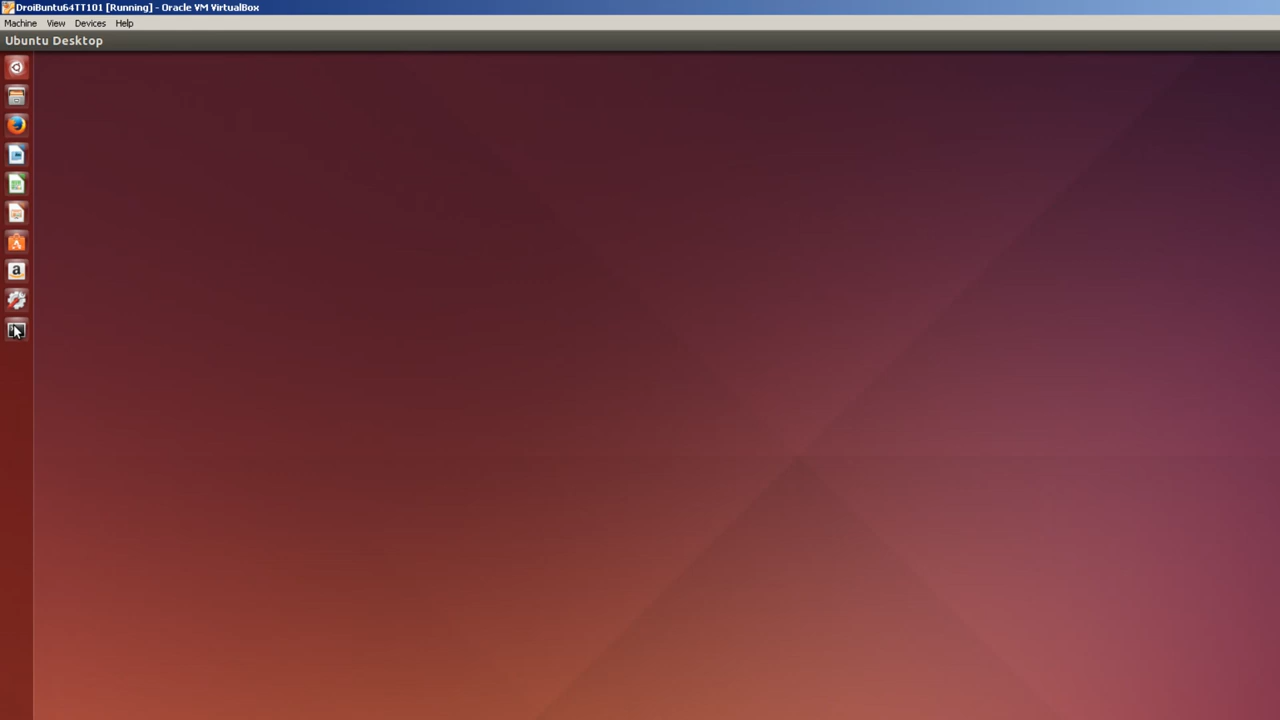 DroiBuntu64TT101 [Running] - Oracle VM VirtualBox
Machine View Devices Help
Ubuntu Desktop
a